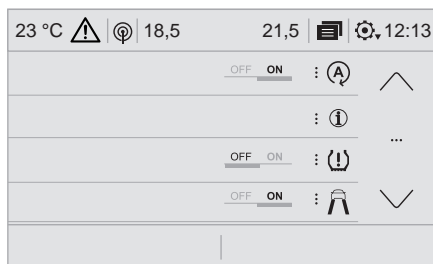 23 °C 18,5 21,5 12:13
OFF ON : A
: i
OFF ON : (!)
OFF ON :
...